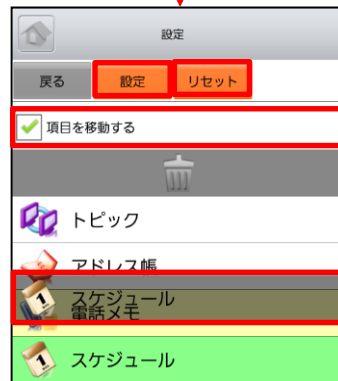 設定
戻る 設定 リセット
項目を移動する
トピック
アドレス帳
スケジュール
電話メモ
スケジュール